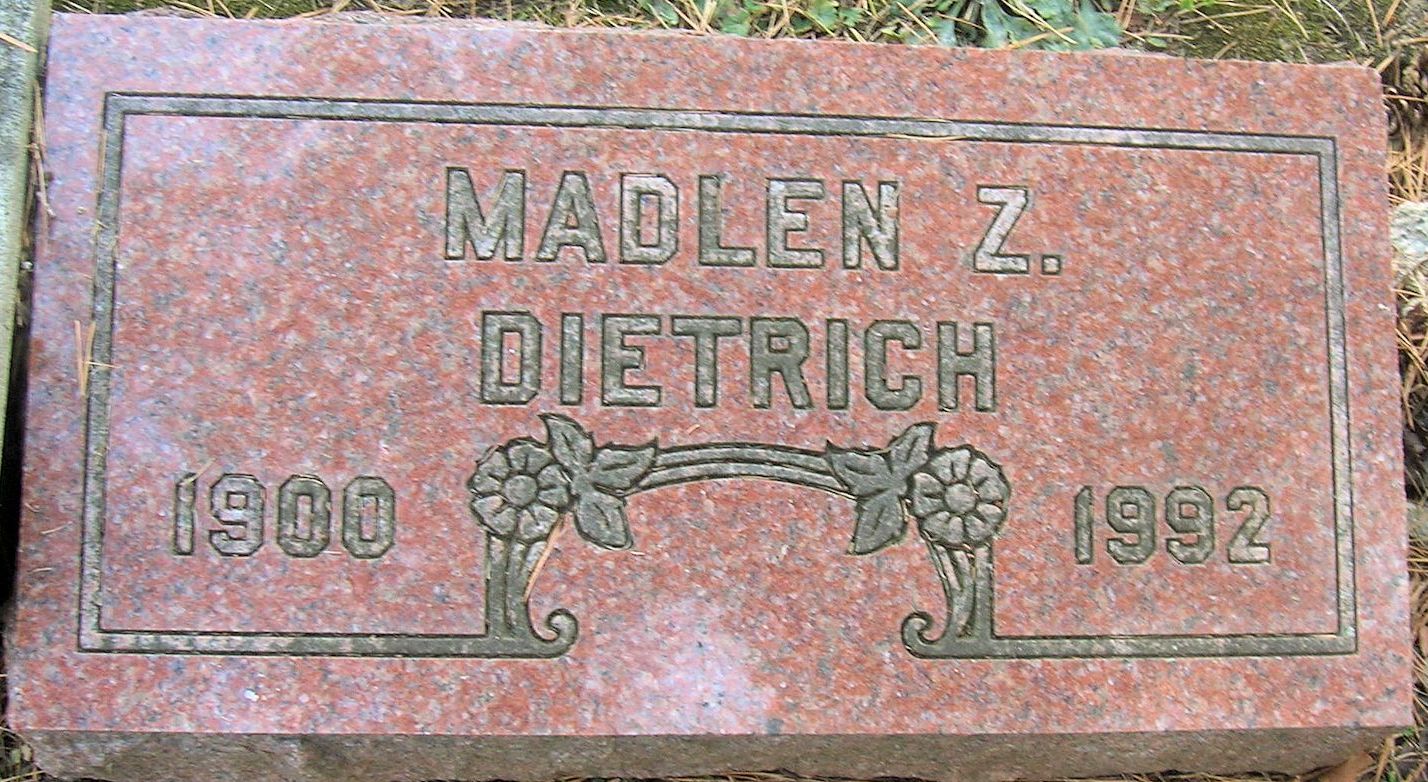 MADLEN Z.
DIETRICH
1900 1992